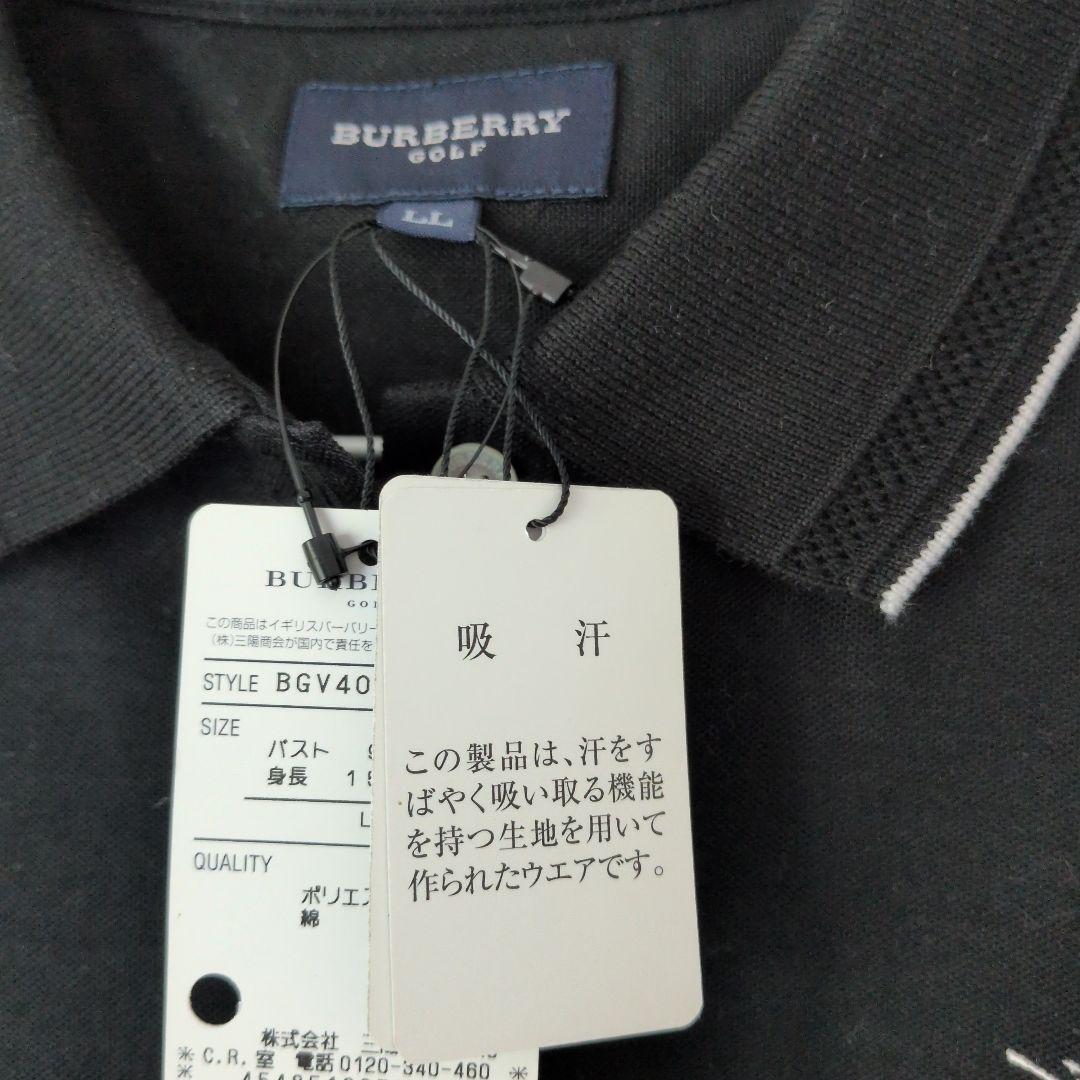 BURBERRY
GOLF
LL
GO
この商品はイギリスバーバリー
(株)三陽商会が国内で責任を
STYLE BGV40
SIZE
バスト 9
身長 15
L
QUALITY
ポリエ
綿
株式会社
※C.R.室 電話0120-340-460 ※
※
吸 汗
この製品は、汗をす
ばやく吸い取る機能
を持つ生地を用いて
作られたウエアです。